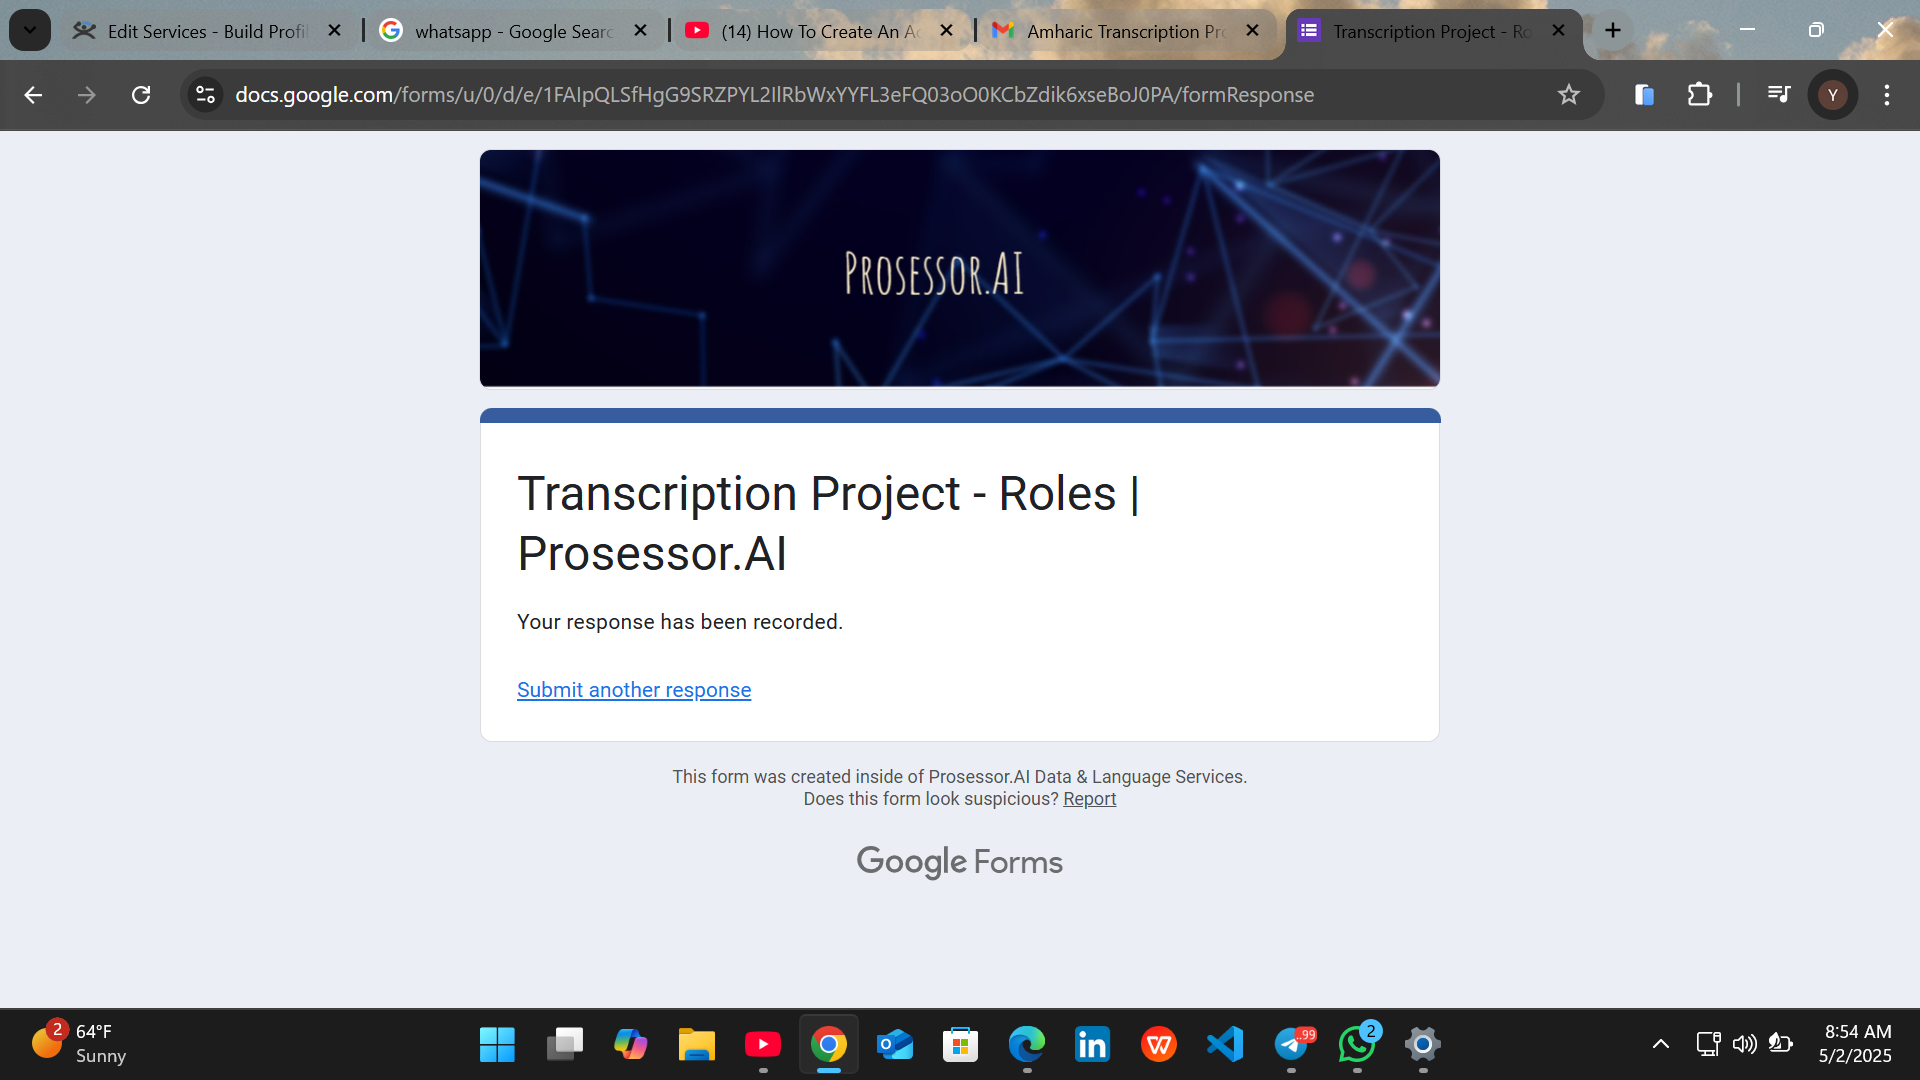 Edit Services - Build Profil
whatsapp - Google Searc
(14) How To Create An Ac
Amharic Transcription Pro
Transcription Project - Ro
docs.google.com/forms/u/0/d/e/1FAIpQLSfHgG9SRZPYL2IlRbWxYYFL3eFQ03oO0KCbZdik6xseBoJ0PA/formResponse
Y
PROSESSOR.AI
Transcription Project - Roles |
Prosessor.AI
Your response has been recorded.
Submit another response
This form was created inside of Prosessor.AI Data & Language Services.
Does this form look suspicious? Report
Google Forms
2
64°F
Sunny
..99
2
8:54 AM
5/2/2025